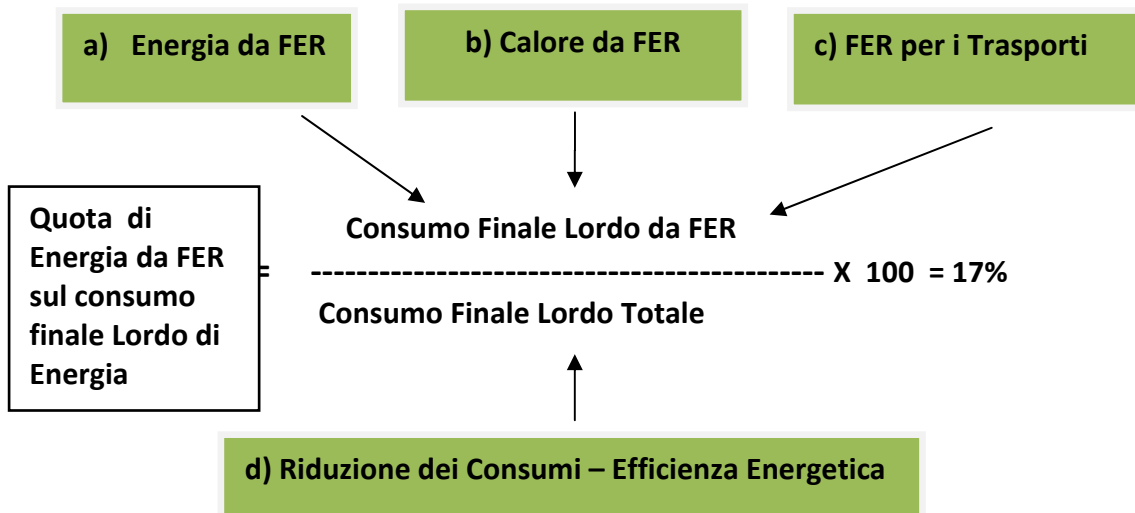 a) Energia da FER
b) Calore da FER
c) FER per i Trasporti
Quota di
Energia da FER
sul consumo
finale Lordo di
Energia
=
Consumo Finale Lordo da FER
--------------------------------------------- X 100 = 17%
Consumo Finale Lordo Totale
d) Riduzione dei Consumi – Efficienza Energetica